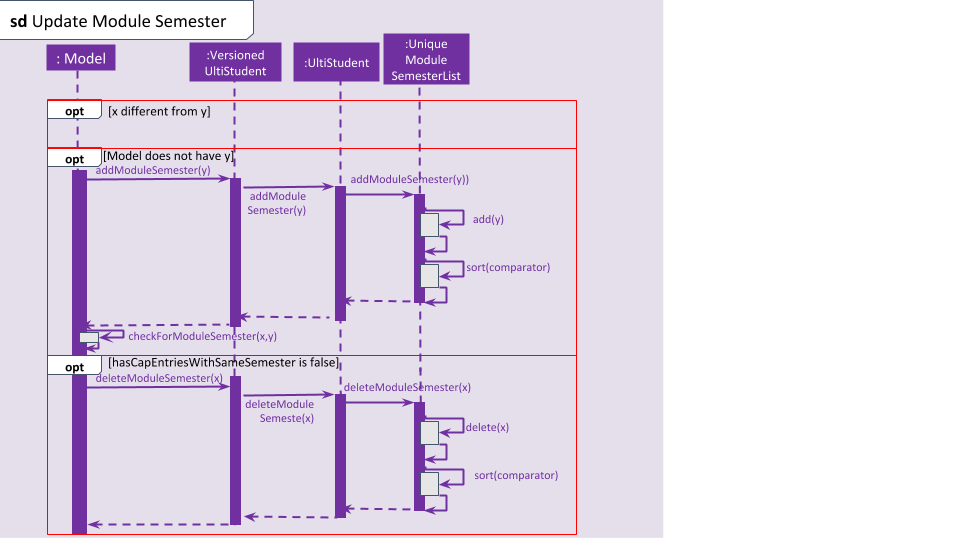 sd Update Module Semester
: Model
:Versioned
UltiStudent
:UltiStudent
:Unique
Module
SemesterList
opt
[x different from y]
opt
[Model does not have y]
addModuleSemester(y)
addModule
Semester(y)
addModuleSemester(y))
add(y)
sort(comparator)
checkForModuleSemester(x,y)
opt
[hasCapEntriesWithSameSemester is false]
deleteModuleSemester(x)
deleteModule
Semeste(x)
deleteModuleSemester(x)
delete(x)
sort(comparator)